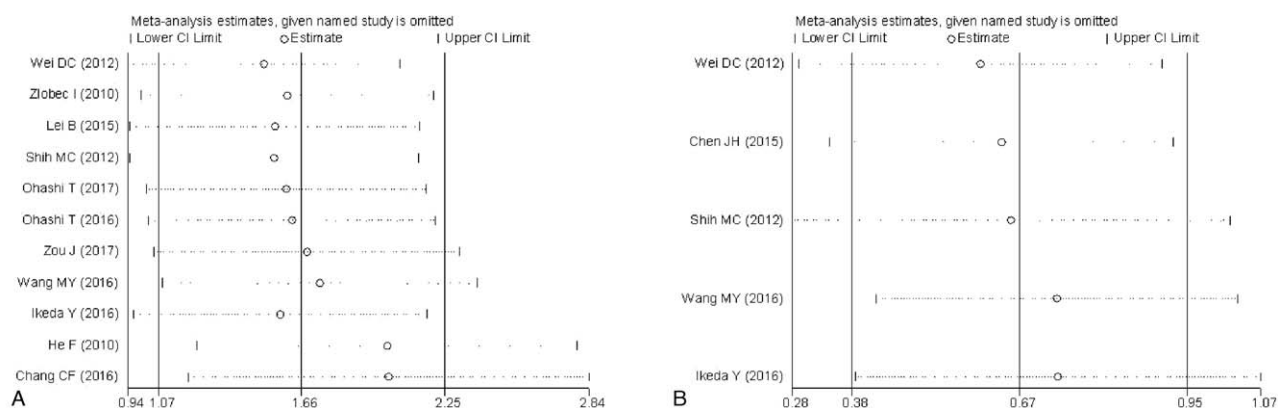 Meta-analysis estimates, given named study is omitted
Lower CI Limit Estimate Upper CI Limit
Wei DC (2012)
Zlobec I (2010)
Lei B (2015)
Shih MC (2012)
Ohashi T (2017)
Ohashi T (2016)
Zou J (2017)
Wang MY (2016)
Ikeda Y (2016)
He F (2010)
Chang CF (2016)
A
0.94 1.07 1.66 2.25 2.84
Meta-analysis estimates, given named study is omitted
Lower CI Limit Estimate Upper CI Limit
Wei DC (2012)
Chen JH (2015)
Shih MC (2012)
Wang MY (2016)
Ikeda Y (2016)
B
0.28 0.38 0.67 0.95 1.07